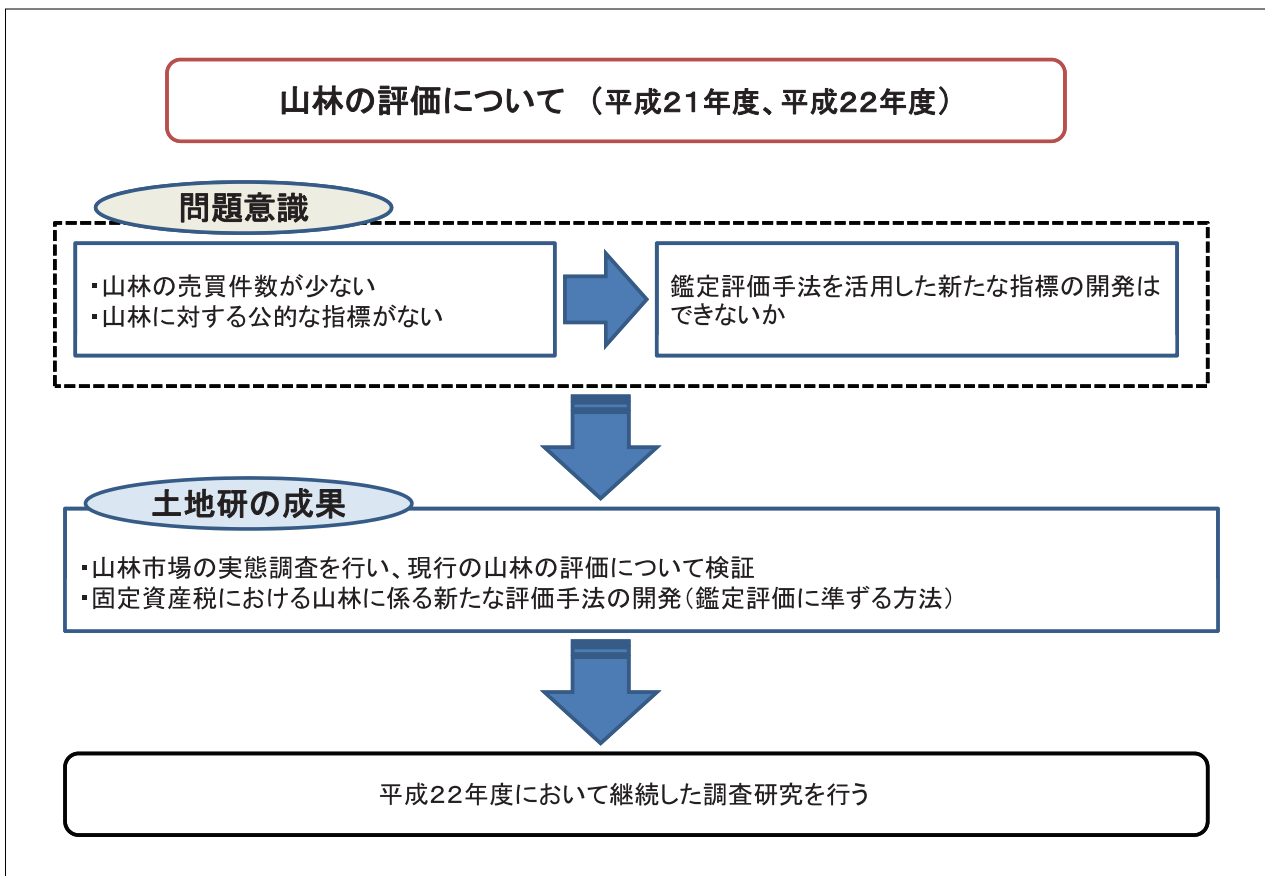 山林の評価について （平成２１年度、平成２２年度）
問題意識
・山林の売買件数が少ない
・山林に対する公的な指標がない
鑑定評価手法を活用した新たな指標の開発は
できないか
土地研の成果
・山林市場の実態調査を行い、現行の山林の評価について検証
・固定資産税における山林に係る新たな評価手法の開発（鑑定評価に準ずる方法）
平成２２年度において継続した調査研究を行う